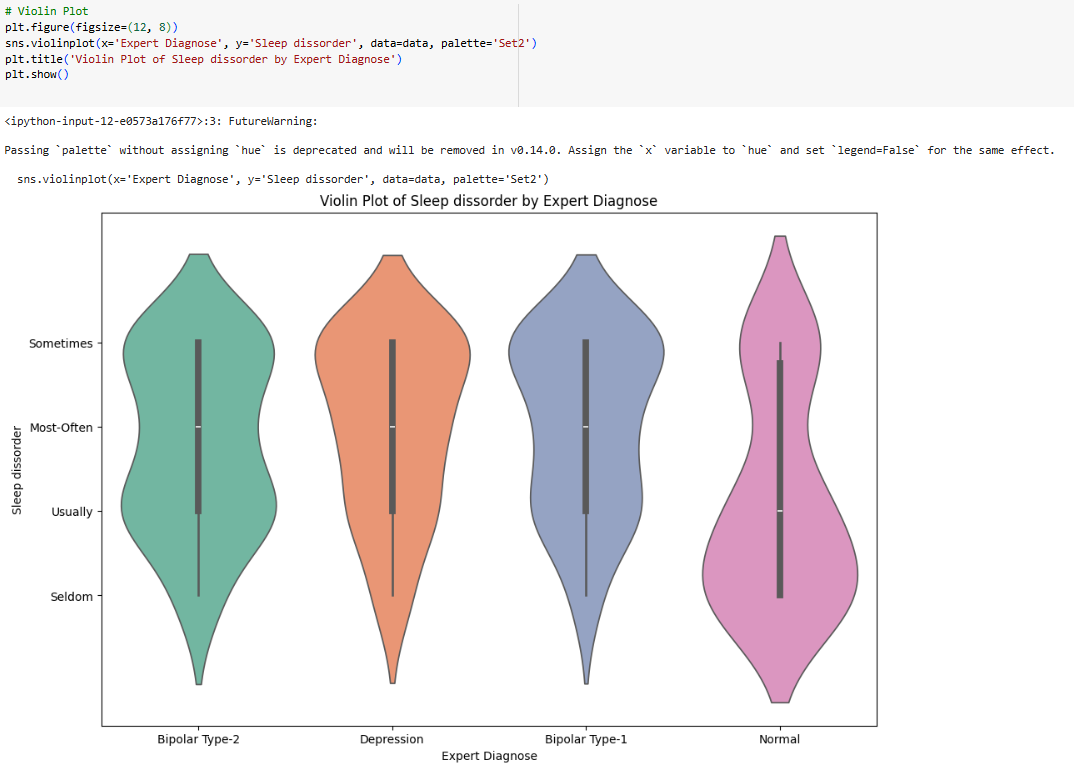 # Violin Plot
plt.figure(figsize=(12, 8))
sns.violinplot(x='Expert Diagnose', y='Sleep dissorder', data=data, palette='Set2')
plt.title('Violin Plot of Sleep dissorder by Expert Diagnose')
plt.show()
<ipython-input-12-e0573a176f77>:3: FutureWarning:
Passing `palette` without assigning `hue` is deprecated and will be removed in v0.14.0. Assign the `x` variable to `hue` and set `legend=False` for the same effect.
sns.violinplot(x='Expert Diagnose', y='Sleep dissorder', data=data, palette='Set2')
Violin Plot of Sleep dissorder by Expert Diagnose
Sleep dissorder
Sometimes
Most-Often
Usually
Seldom
Bipolar Type-2 Depression Bipolar Type-1 Normal
Expert Diagnose